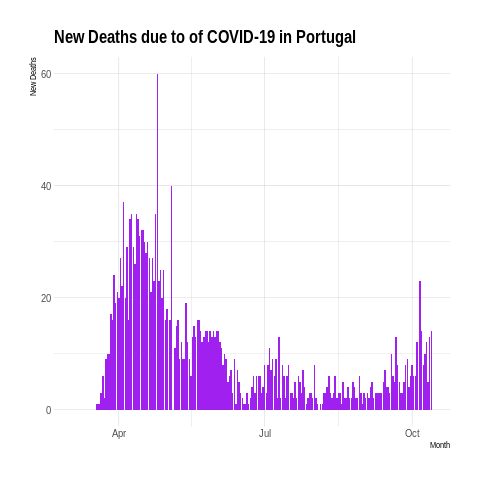 New Deaths due to of COVID-19 in Portugal
New Deaths
60
40
20
0
Apr
Jul
Oct
Month